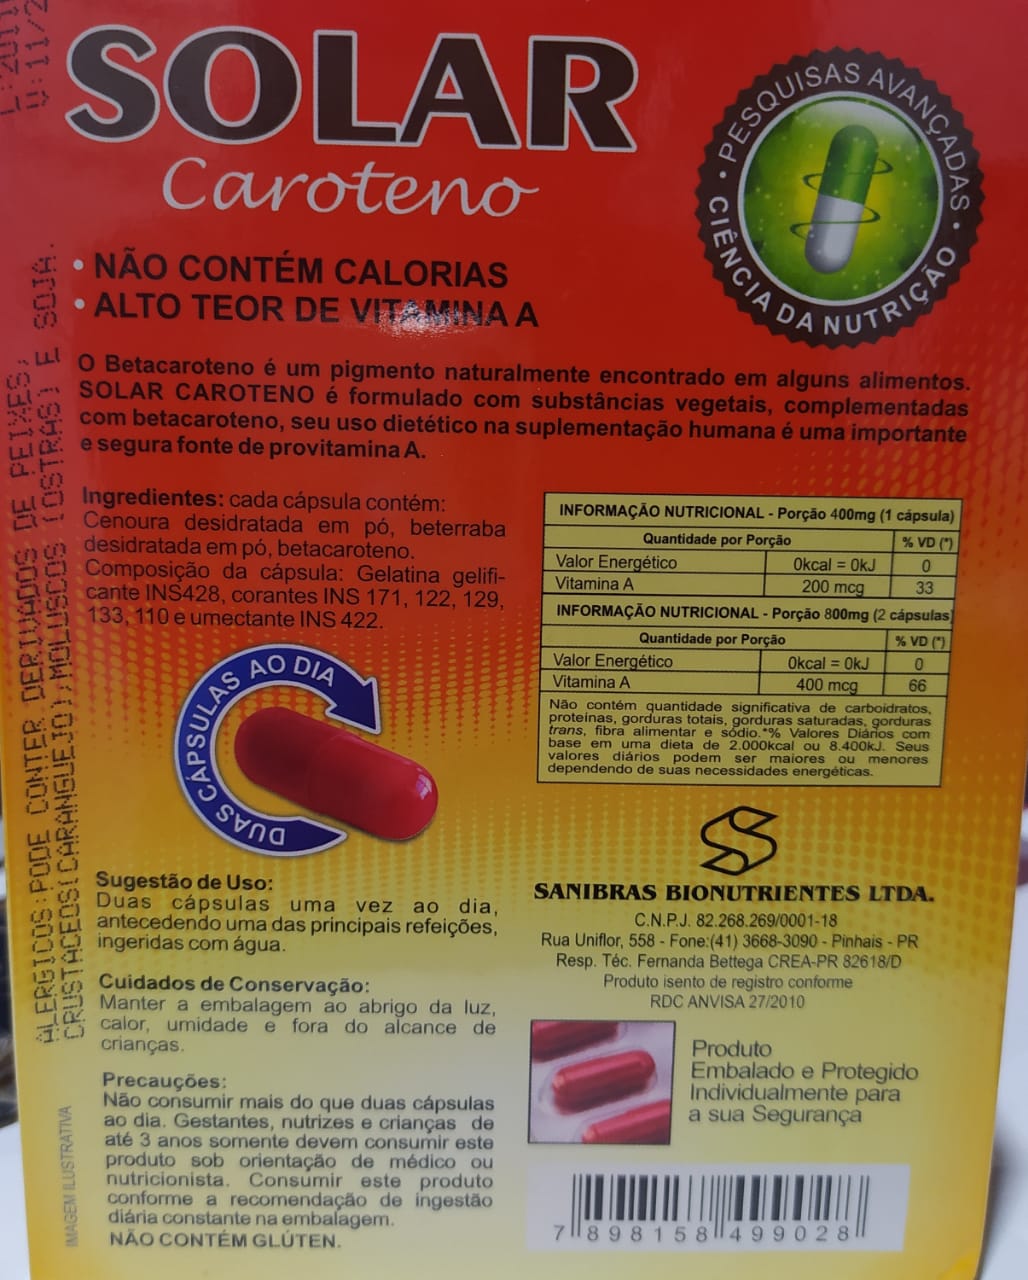 SOLAR
Caroteno
PESQUISAS AVANÇADAS • CIÊNCIA DA NUTRIÇÃO •
• NÃO CONTÉM CALORIAS
• ALTO TEOR DE VITAMINA A
O Betacaroteno é um pigmento naturalmente encontrado em alguns alimentos.
SOLAR CAROTENO é formulado com substâncias vegetais, complementadas
com betacaroteno, seu uso dietético na suplementação humana é uma importante
e segura fonte de provitamina A.
Ingredientes: cada cápsula contém:
Cenoura desidratada em pó, beterraba
desidratada em pó, betacaroteno.
Composição da cápsula: Gelatina gelifi-
cante INS428, corantes INS 171, 122, 129,
133, 110 e umectante INS 422.
DUAS CÁPSULAS AO DIA
INFORMAÇÃO NUTRICIONAL - Porção 400mg (1 cápsula)
Quantidade por Porção % VD (*)
Valor Energético 0kcal = 0kJ 0
Vitamina A 200 mcg 33
INFORMAÇÃO NUTRICIONAL - Porção 800mg (2 cápsulas)
Quantidade por Porção % VD (*)
Valor Energético 0kcal = 0kJ 0
Vitamina A 400 mcg 66
Não contém quantidade significativa de carboidratos,
proteínas, gorduras totais, gorduras saturadas, gorduras
trans, fibra alimentar e sódio.*% Valores Diários com
base em uma dieta de 2.000kcal ou 8.400kJ. Seus
valores diários podem ser maiores ou menores
dependendo de suas necessidades energéticas.
Sugestão de Uso:
Duas cápsulas uma vez ao dia,
antecedendo uma das principais refeições,
ingeridas com água.
Cuidados de Conservação:
Manter a embalagem ao abrigo da luz,
calor, umidade e fora do alcance de
crianças.
Precauções:
Não consumir mais do que duas cápsulas
ao dia. Gestantes, nutrizes e crianças de
até 3 anos somente devem consumir este
produto sob orientação de médico ou
nutricionista. Consumir este produto
conforme a recomendação de ingestão
diária constante na embalagem.
NÃO CONTÉM GLÚTEN.
SANIBRAS BIONUTRIENTES LTDA.
C.N.P.J. 82.268.269/0001-18
Rua Uniflor, 558 - Fone:(41) 3668-3090 - Pinhais - PR
Resp. Téc. Fernanda Bettega CREA-PR 82618/D
Produto isento de registro conforme
RDC ANVISA 27/2010
Produto
Embalado e Protegido
Individualmente para
a sua Segurança
7 898158 499028
ALERGICOS:PODE CONTER DERIVADOS DE PEIXES,
CRUSTACEOS(CARANGUEJO),MOLUSCOS (OSTRAS) E SOJA.
IMAGEM ILUSTRATIVA